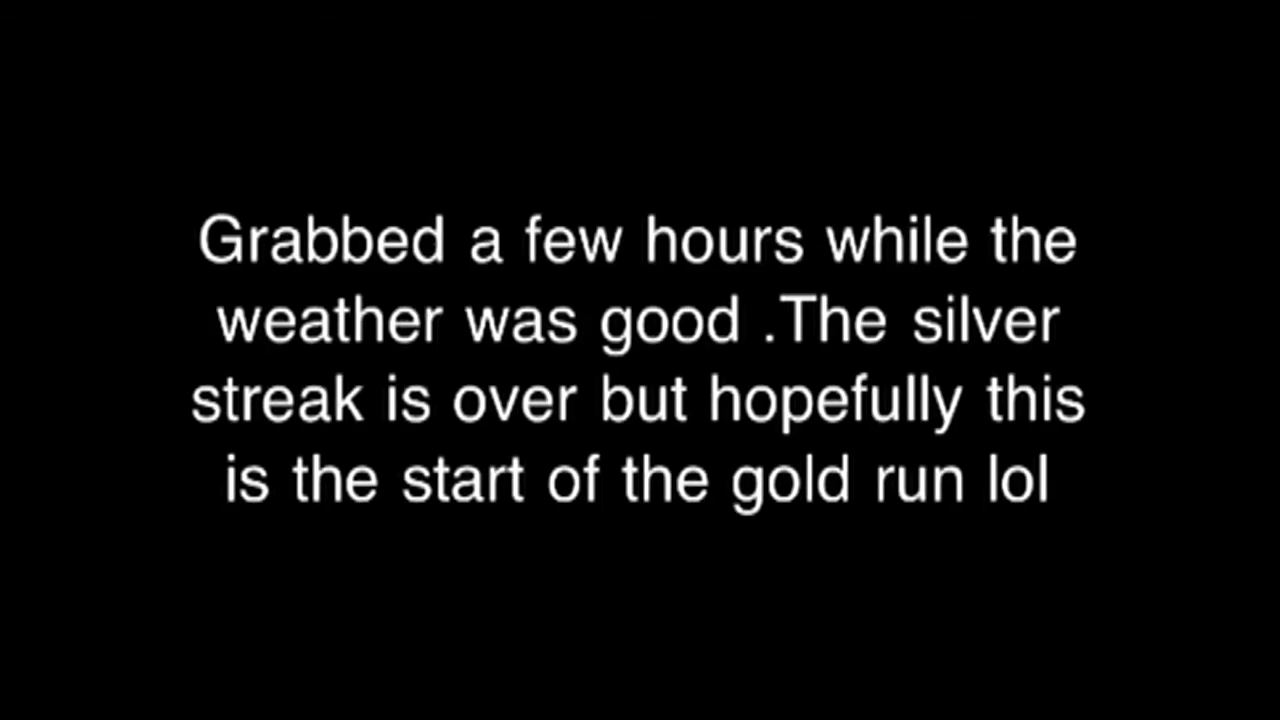 Grabbed a few hours while the
weather was good .The silver
streak is over but hopefully this
is the start of the gold run lol